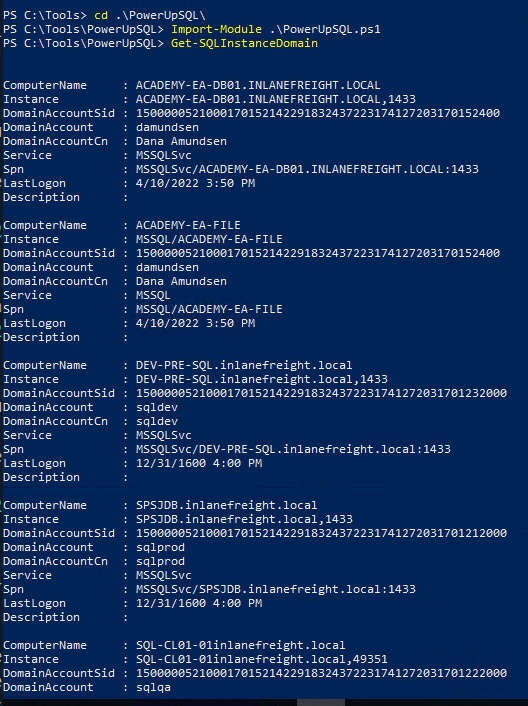 PS C:\Tools> cd .\PowerUpSQL\
PS C:\Tools\PowerUpSQL> Import-Module .\PowerUpSQL.ps1
PS C:\Tools\PowerUpSQL> Get-SQLInstanceDomain
ComputerName : ACADEMY-EA-DB01.INLANEFREIGHT.LOCAL
Instance : ACADEMY-EA-DB01.INLANEFREIGHT.LOCAL,1433
DomainAccountSid : 1500000521000170152142291832437223174127203170152400
DomainAccount : damundsen
DomainAccountCn : Dana Amundsen
Service : MSSQLSvc
Spn : MSSQLSvc/ACADEMY-EA-DB01.INLANEFREIGHT.LOCAL:1433
LastLogon : 4/10/2022 3:50 PM
Description :
ComputerName : ACADEMY-EA-FILE
Instance : MSSQL/ACADEMY-EA-FILE
DomainAccountSid : 1500000521000170152142291832437223174127203170152400
DomainAccount : damundsen
DomainAccountCn : Dana Amundsen
Service : MSSQL
Spn : MSSQL/ACADEMY-EA-FILE
LastLogon : 4/10/2022 3:50 PM
Description :
ComputerName : DEV-PRE-SQL.inlanefreight.local
Instance : DEV-PRE-SQL.inlanefreight.local,1433
DomainAccountSid : 15000005210001701521422918324372231741272031701232000
DomainAccount : sqldev
DomainAccountCn : sqldev
Service : MSSQLSvc
Spn : MSSQLSvc/DEV-PRE-SQL.inlanefreight.local:1433
LastLogon : 12/31/1600 4:00 PM
Description :
ComputerName : SPSJDB.inlanefreight.local
Instance : SPSJDB.inlanefreight.local,1433
DomainAccountSid : 15000005210001701521422918324372231741272031701212000
DomainAccount : sqlprod
DomainAccountCn : sqlprod
Service : MSSQLSvc
Spn : MSSQLSvc/SPSJDB.inlanefreight.local:1433
LastLogon : 12/31/1600 4:00 PM
Description :
ComputerName : SQL-CL01-01inlanefreight.local
Instance : SQL-CL01-01inlanefreight.local,49351
DomainAccountSid : 15000005210001701521422918324372231741272031701222000
DomainAccount : sqlqa